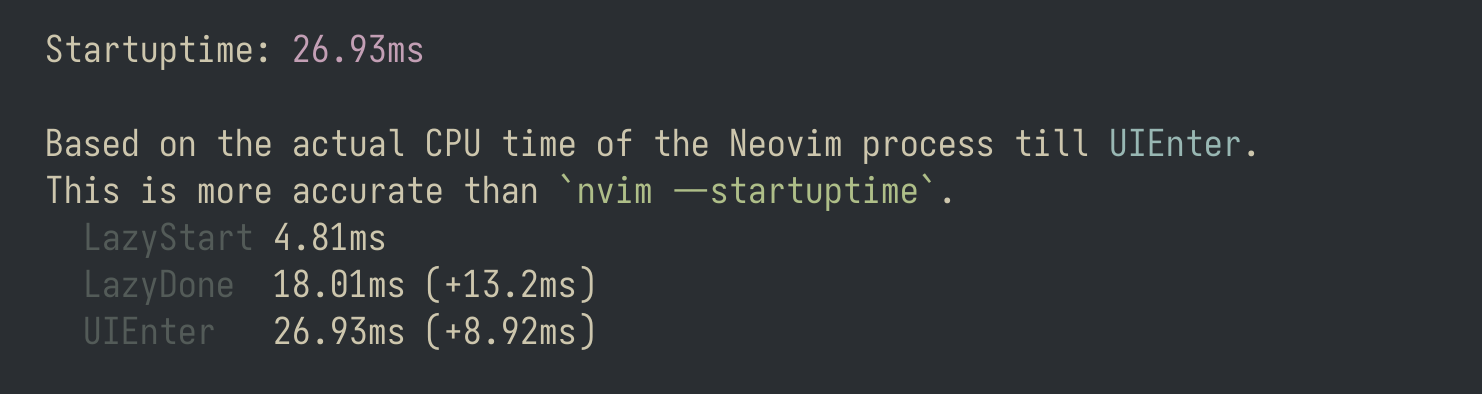 Startuptime: 26.93ms
Based on the actual CPU time of the Neovim process till UIEnter.
This is more accurate than `nvim --startuptime`.
LazyStart 4.81ms
LazyDone 18.01ms (+13.2ms)
UIEnter 26.93ms (+8.92ms)